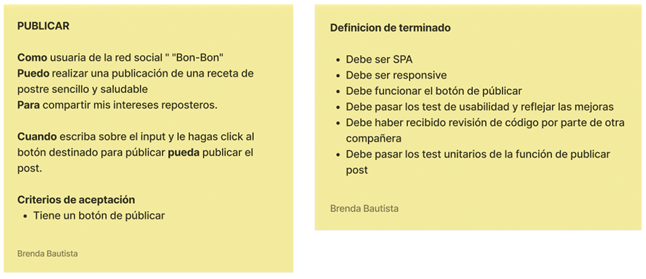 PUBLICAR
Como usuaria de la red social " "Bon-Bon"
Puedo realizar una publicación de una receta de
postre sencillo y saludable
Para compartir mis intereses reposteros.
Cuando escriba sobre el input y le hagas click al
botón destinado para públicar pueda publicar el
post.
Criterios de aceptación
• Tiene un botón de públicar
Brenda Bautista
Definicion de terminado
• Debe ser SPA
• Debe ser responsive
• Debe funcionar el botón de públicar
• Debe pasar los test de usabilidad y reflejar las mejoras
• Debe haber recibido revisión de código por parte de otra
compañera
• Debe pasar los test unitarios de la función de publicar
post
Brenda Bautista